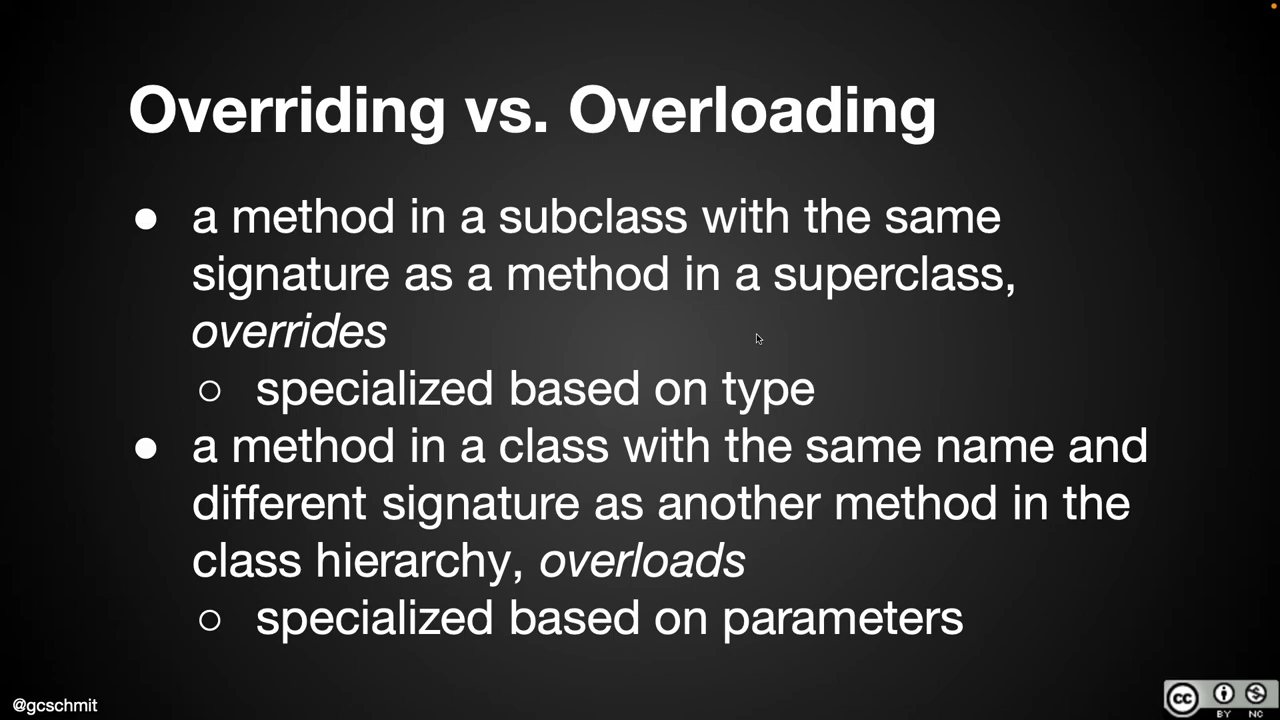 Overriding vs. Overloading
● a method in a subclass with the same
signature as a method in a superclass,
overrides
○ specialized based on type
● a method in a class with the same name and
different signature as another method in the
class hierarchy, overloads
○ specialized based on parameters
@gcschmit
cc
BY NC